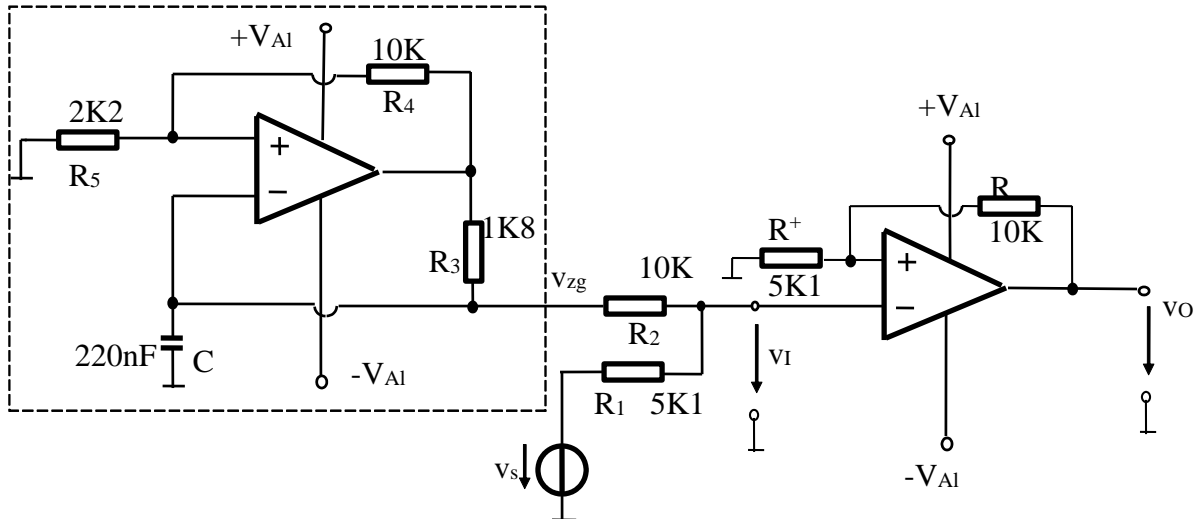 +VAl
10K
R4
2K2
R5
+
−
1K8
R3
220nF
C
-VAl
vzg
10K
R2
R1
5K1
vs
vI
+VAl
R
10K
R+
5K1
+
−
-VAl
vO